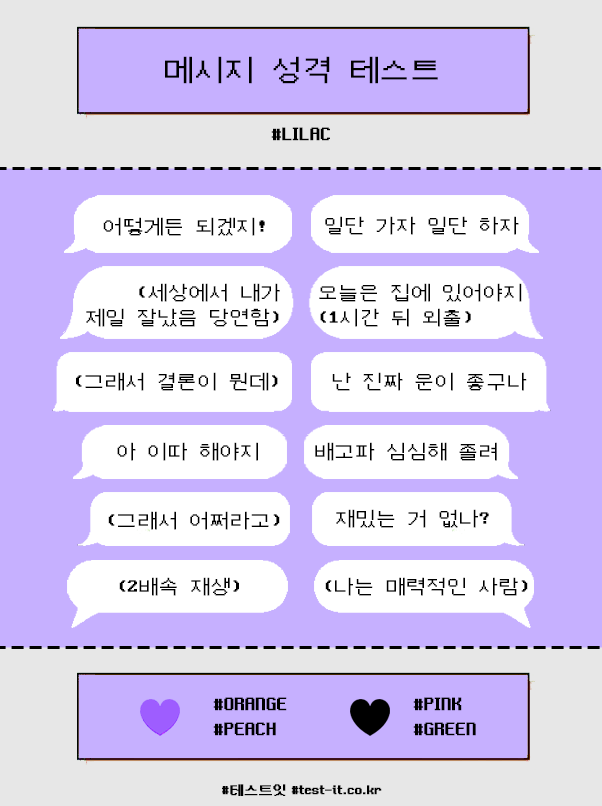 메시지 성격 테스트
#LILAC
어떻게든 되겠지!
일단 가자 일단 하자
(세상에서 내가
제일 잘났음 당연함)
오늘은 집에 있어야지
(1시간 뒤 외출)
(그래서 결론이 뭔데)
난 진짜 운이 좋구나
아 이따 해야지
배고파 심심해 졸려
(그래서 어쩌라고)
재밌는 거 없나?
(2배속 재생)
(나는 매력적인 사람)
#ORANGE
#PEACH
#PINK
#GREEN
#테스트잇 #test-it.co.kr